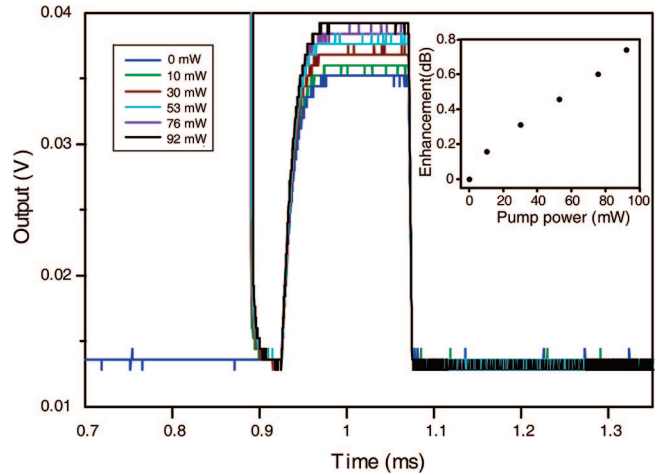 0.04
0.03
0.02
0.01
Output (V)
0.7 0.8 0.9 1 1.1 1.2 1.3
Time (ms)
0 mW
10 mW
30 mW
53 mW
76 mW
92 mW
0.8
0.6
0.4
0.2
0
Enhancement(dB)
0 20 40 60 80 100
Pump power (mW)